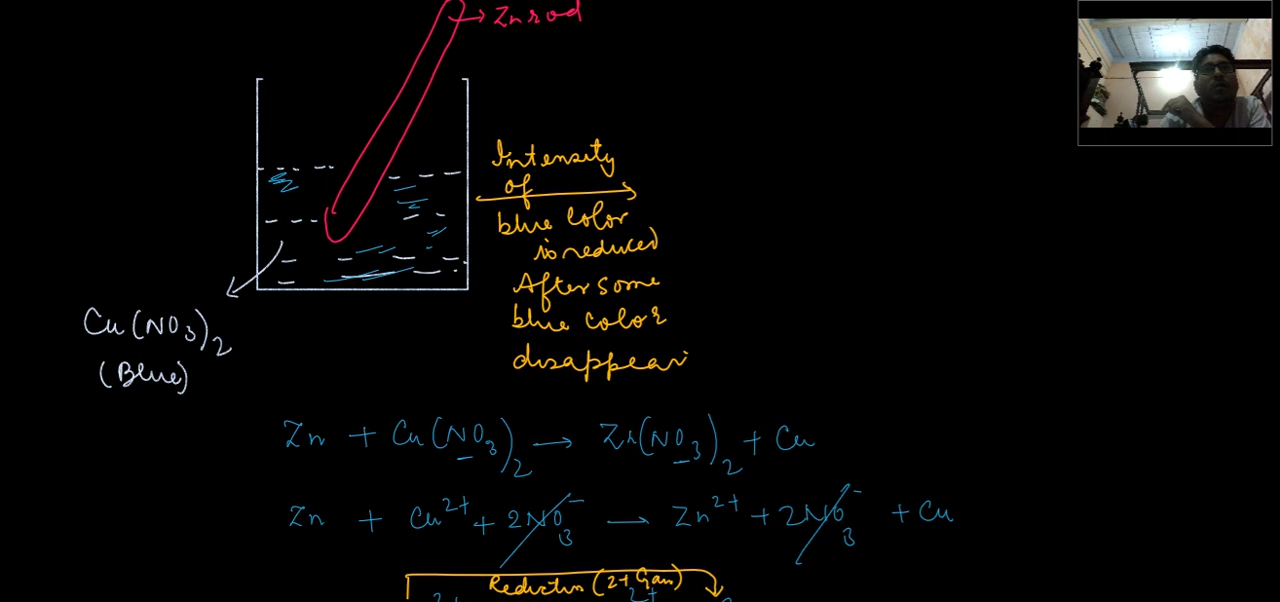 → Zn rod
Intensity
of
blue color
is reduced
After some
blue color
disappear
Cu(NO3)2
(Blue)
Zn + Cu(NO3)2 → Zn(NO3)2 + Cu
Zn + Cu2+ + 2NO3- → Zn2+ + 2NO3- + Cu
Reduction (2+ Gain)
2+